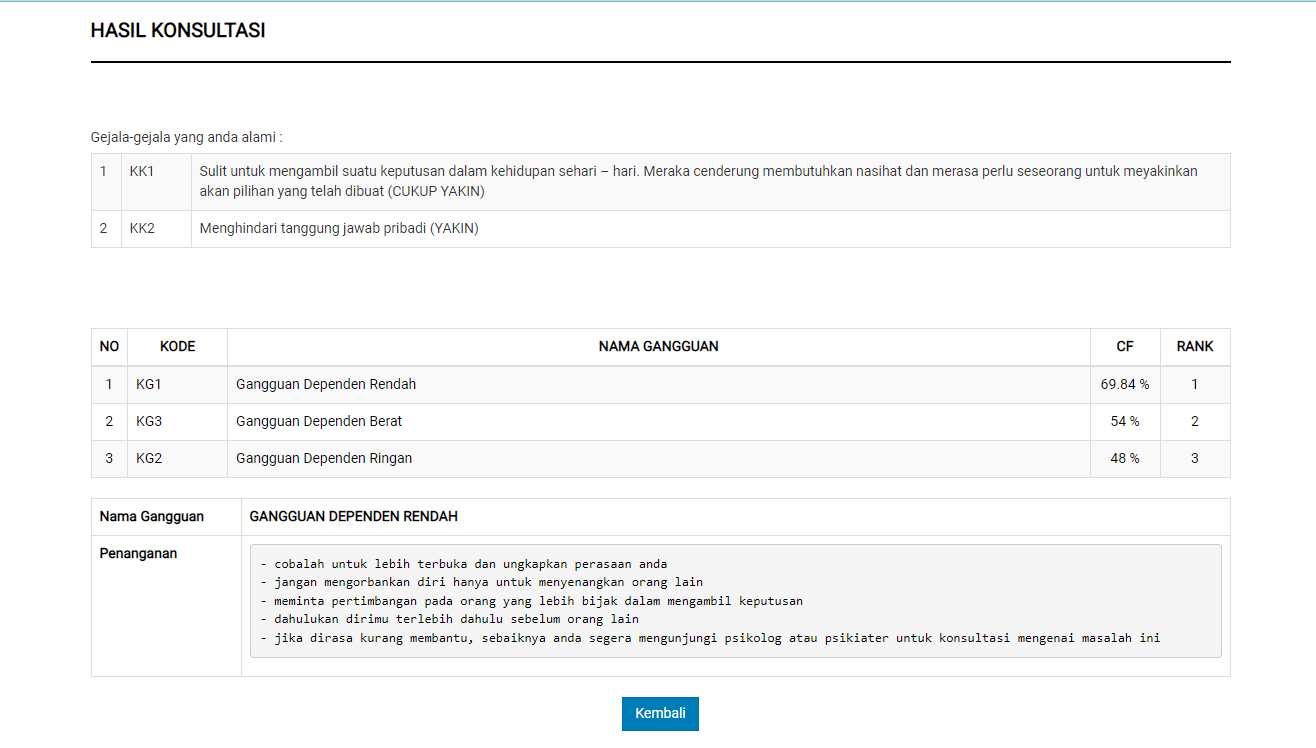 HASIL KONSULTASI
Gejala-gejala yang anda alami :
1 KK1 Sulit untuk mengambil suatu keputusan dalam kehidupan sehari – hari. Meraka cenderung membutuhkan nasihat dan merasa perlu seseorang untuk meyakinkan
akan pilihan yang telah dibuat (CUKUP YAKIN)
2 KK2 Menghindari tanggung jawab pribadi (YAKIN)
NO KODE NAMA GANGGUAN CF RANK
1 KG1 Gangguan Dependen Rendah 69.84 % 1
2 KG3 Gangguan Dependen Berat 54 % 2
3 KG2 Gangguan Dependen Ringan 48 % 3
Nama Gangguan GANGGUAN DEPENDEN RENDAH
Penanganan
- cobalah untuk lebih terbuka dan ungkapkan perasaan anda
- jangan mengorbankan diri hanya untuk menyenangkan orang lain
- meminta pertimbangan pada orang yang lebih bijak dalam mengambil keputusan
- dahulukan dirimu terlebih dahulu sebelum orang lain
- jika dirasa kurang membantu, sebaiknya anda segera mengunjungi psikolog atau psikiater untuk konsultasi mengenai masalah ini
Kembali